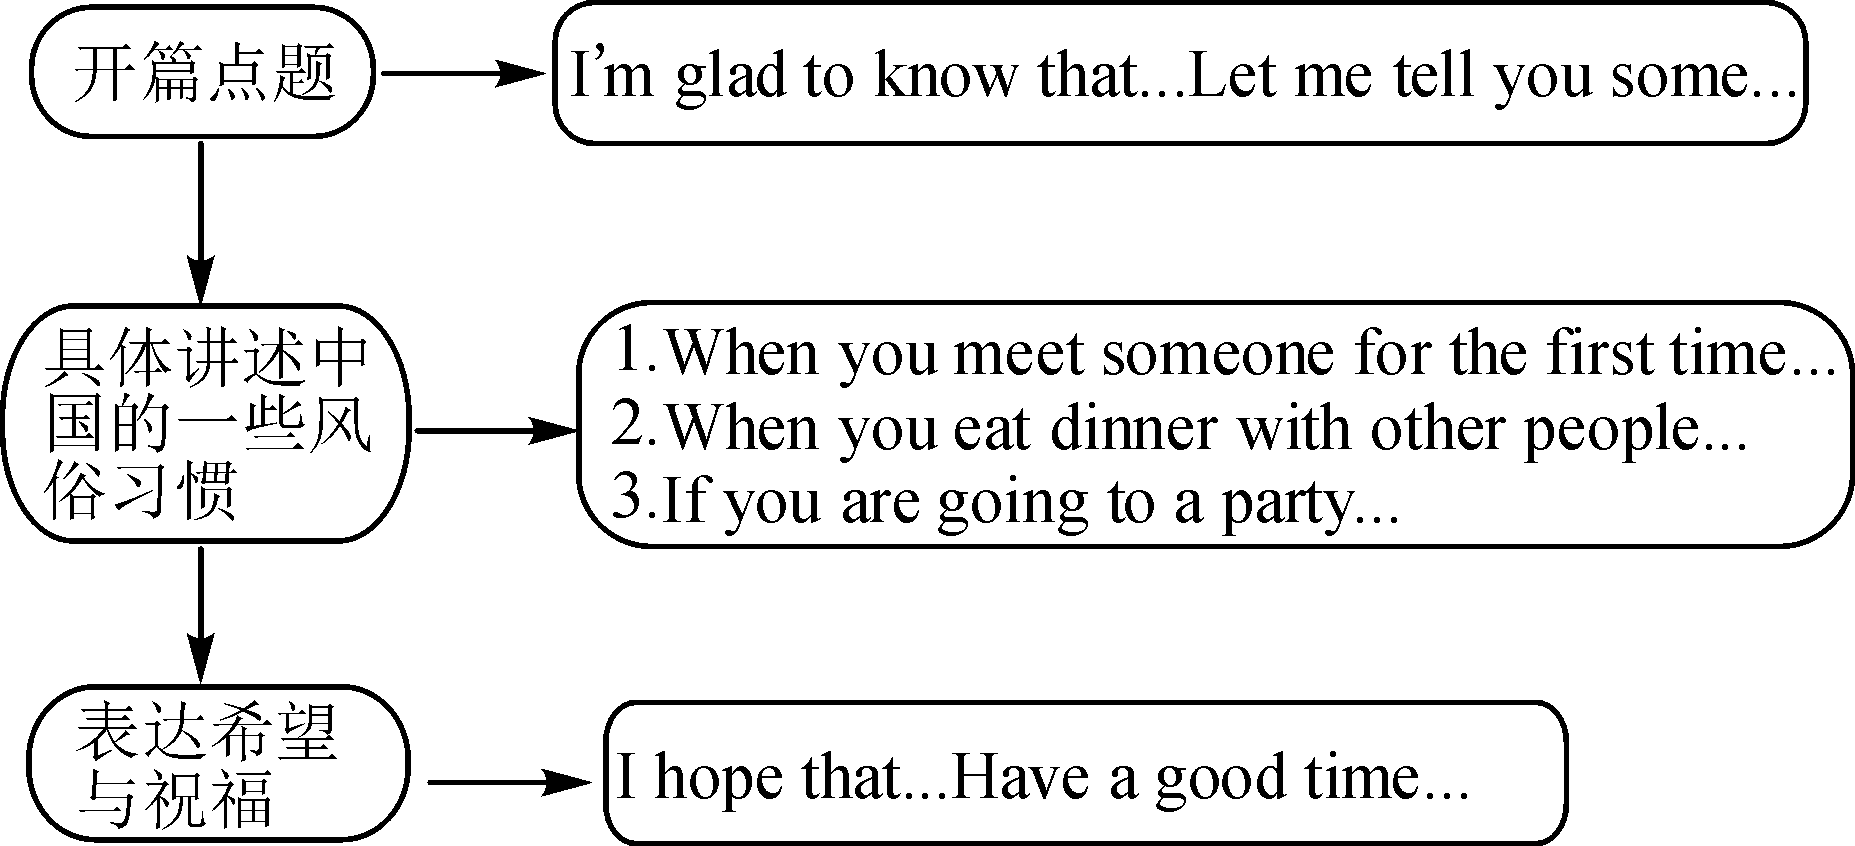 开篇点题
I'm glad to know that...Let me tell you some...
具体讲述中
国的一些风
俗习惯
1.When you meet someone for the first time...
2.When you eat dinner with other people...
3.If you are going to a party...
表达希望
与祝福
I hope that...Have a good time...